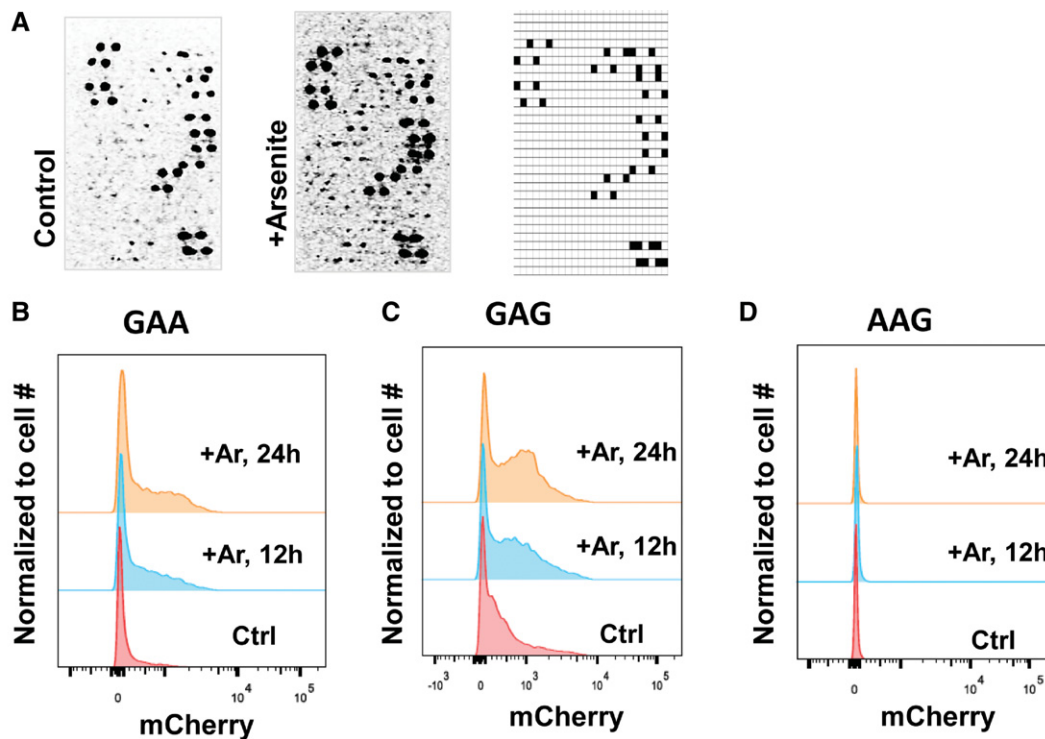 A
Control
+Arsenite
B
GAA
Normalized to cell #
+Ar, 24h
+Ar, 12h
Ctrl
0
10^4
10^5
mCherry
C
GAG
Normalized to cell #
+Ar, 24h
+Ar, 12h
Ctrl
-10^3
0
10^3
10^4
10^5
mCherry
D
AAG
Normalized to cell #
+Ar, 24h
+Ar, 12h
Ctrl
0
10^4
10^5
mCherry